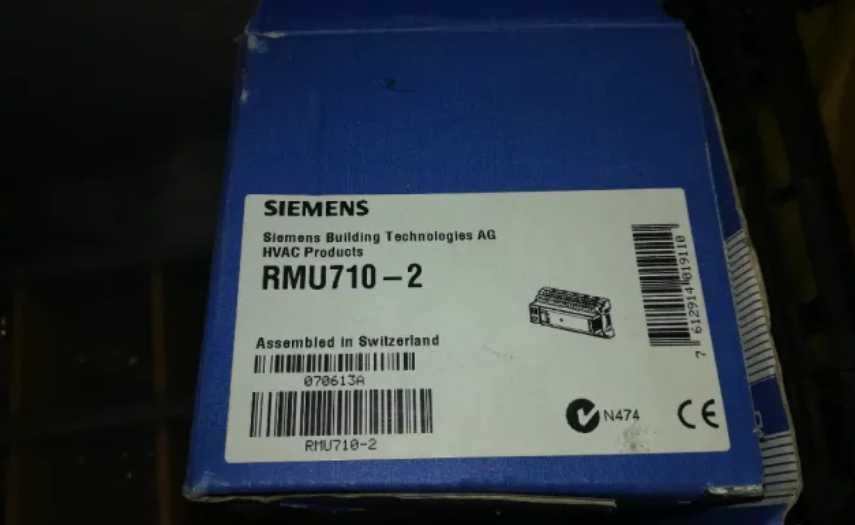 SIEMENS
Siemens Building Technologies AG
HVAC Products
RMU710-2
Assembled in Switzerland
070613A
RMU710-2
7 612914 019110
N474
CE